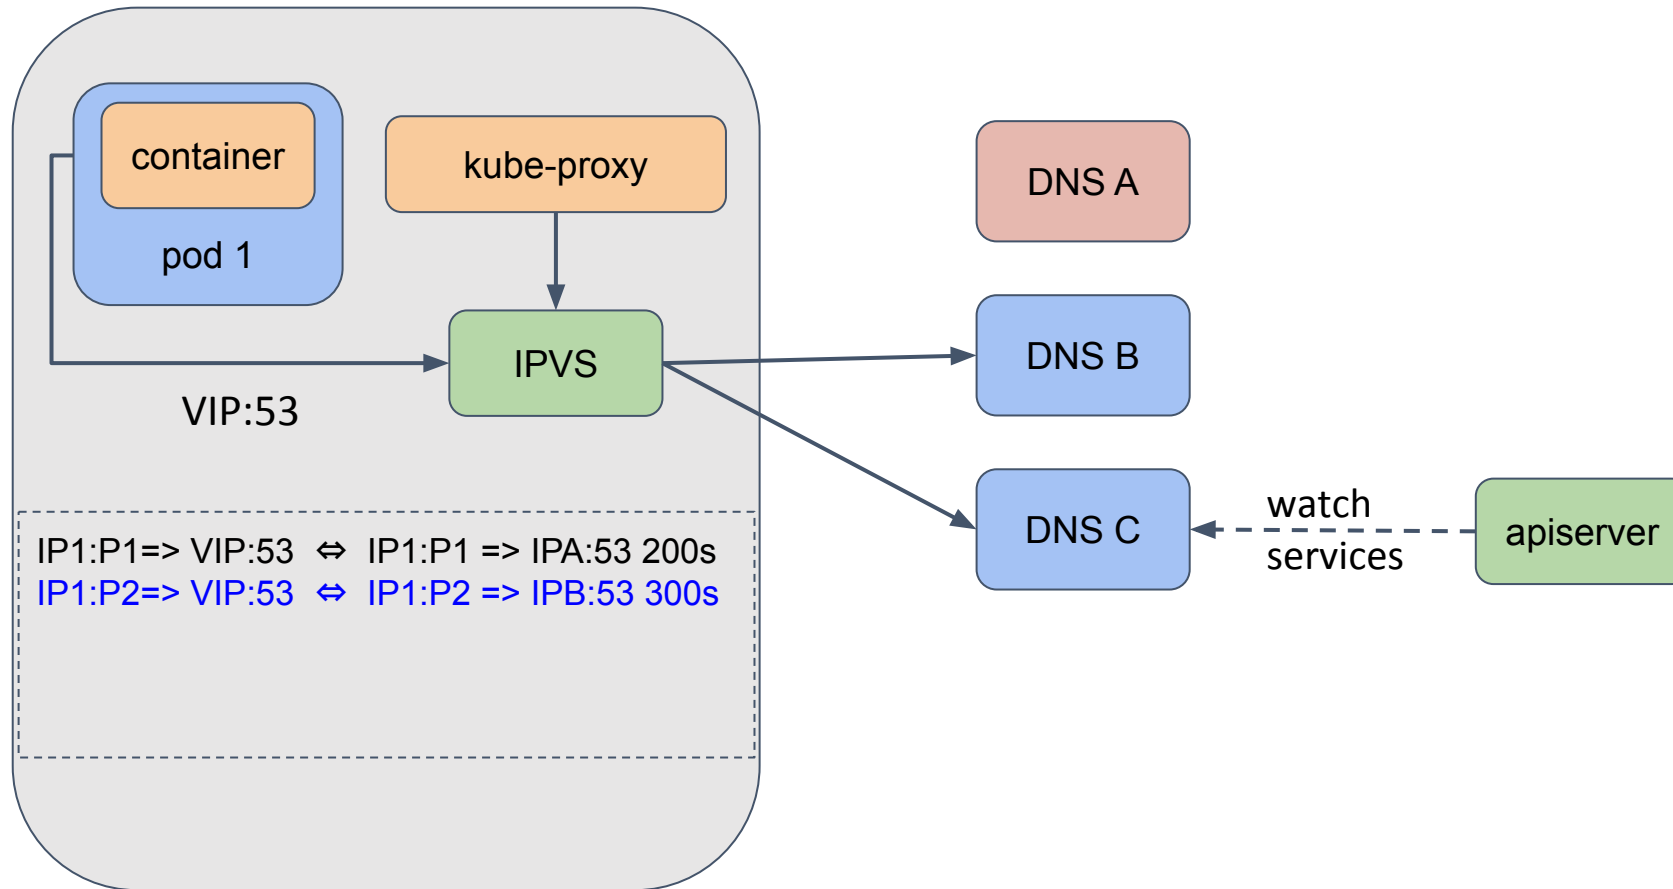 container
pod 1
kube-proxy
IPVS
VIP:53
DNS A
DNS B
DNS C
watch
services
apiserver
IP1:P1=> VIP:53 ⇔ IP1:P1 => IPA:53 200s
IP1:P2=> VIP:53 ⇔ IP1:P2 => IPB:53 300s